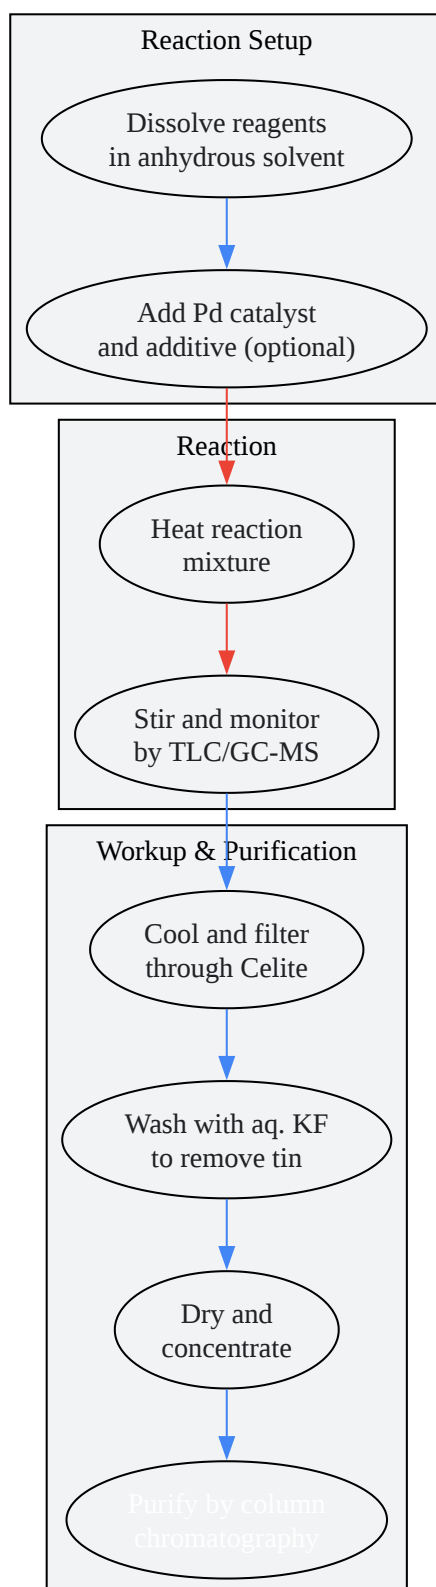 Reaction Setup
Dissolve reagents
in anhydrous solvent
Add Pd catalyst
and additive (optional)
Reaction
Heat reaction
mixture
Stir and monitor
by TLC/GC-MS
Workup & Purification
Cool and filter
through Celite
Wash with aq. KF
to remove tin
Dry and
concentrate
Purify by column
chromatography